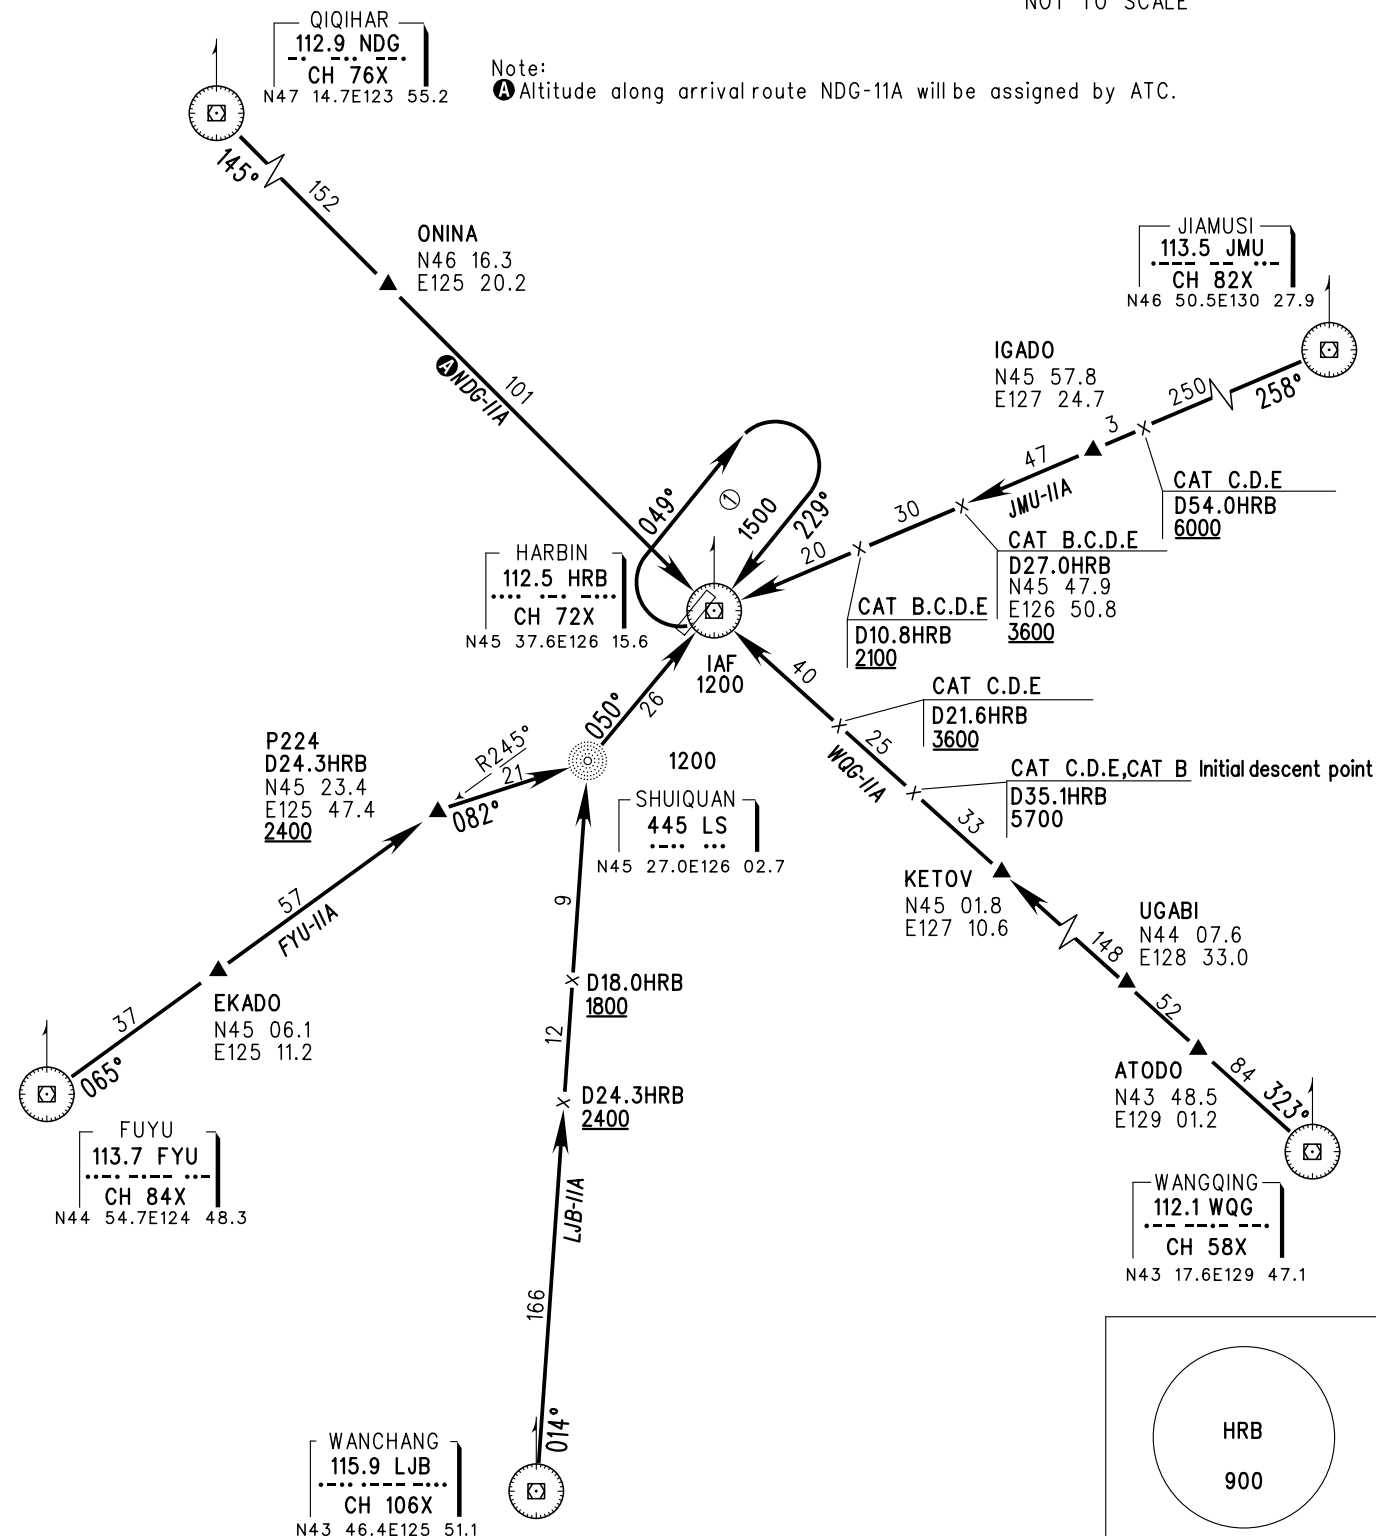 NOT TO SCALE
QIQIHAR
112.9 NDG
CH 76X
N47 14.7E123 55.2
Note:
A Altitude along arrival route NDG-11A will be assigned by ATC.
145°
152
ONINA
N46 16.3
E125 20.2
A NDG-11A
101
JIAMUSI
113.5 JMU
CH 82X
N46 50.5E130 27.9
IGADO
N45 57.8
E127 24.7
258°
250
3
47
JMU-11A
30
20
CAT C.D.E
D54.0HRB
6000
CAT B.C.D.E
D27.0HRB
N45 47.9
E126 50.8
3600
CAT B.C.D.E
D10.8HRB
2100
049°
1
1500
229°
HARBIN
112.5 HRB
CH 72X
N45 37.6E126 15.6
IAF
1200
40
CAT C.D.E
D21.6HRB
3600
25
WQG-11A
CAT C.D.E,CAT B Initial descent point
D35.1HRB
5700
33
050°
26
1200
P224
D24.3HRB
N45 23.4
E125 47.4
2400
R245°
21
082°
SHUIQUAN
445 LS
N45 27.0E126 02.7
57
FYU-11A
9
KETOV
N45 01.8
E127 10.6
UGABI
N44 07.6
E128 33.0
148
52
EKADO
N45 06.1
E125 11.2
37
065°
D18.0HRB
1800
12
D24.3HRB
2400
ATODO
N43 48.5
E129 01.2
84
323°
FUYU
113.7 FYU
CH 84X
N44 54.7E124 48.3
LJB-11A
166
WANGQING
112.1 WQG
CH 58X
N43 17.6E129 47.1
014°
WANCHANG
115.9 LJB
CH 106X
N43 46.4E125 51.1
HRB
900